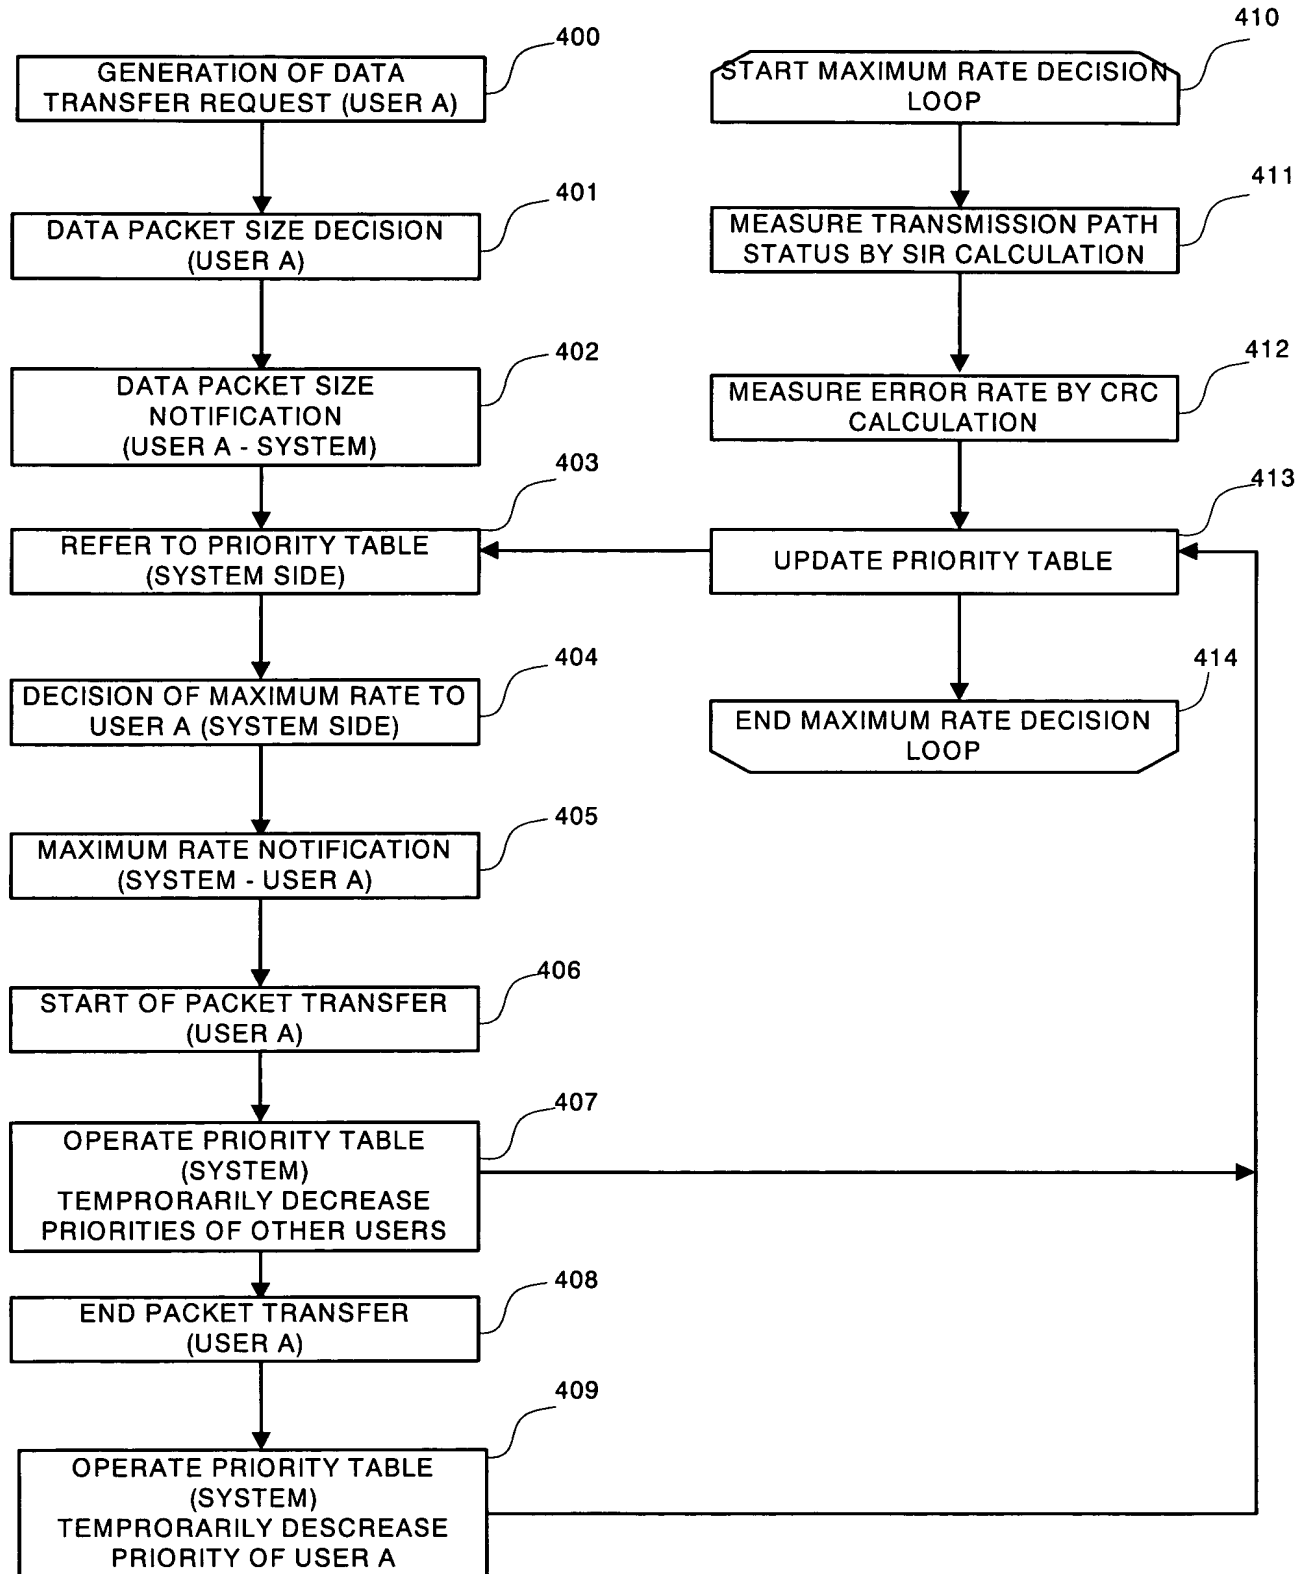 400
GENERATION OF DATA
TRANSFER REQUEST (USER A)
401
DATA PACKET SIZE DECISION
(USER A)
402
DATA PACKET SIZE
NOTIFICATION
(USER A - SYSTEM)
403
REFER TO PRIORITY TABLE
(SYSTEM SIDE)
404
DECISION OF MAXIMUM RATE TO
USER A (SYSTEM SIDE)
405
MAXIMUM RATE NOTIFICATION
(SYSTEM - USER A)
406
START OF PACKET TRANSFER
(USER A)
407
OPERATE PRIORITY TABLE
(SYSTEM)
TEMPRORARILY DECREASE
PRIORITIES OF OTHER USERS
408
END PACKET TRANSFER
(USER A)
409
OPERATE PRIORITY TABLE
(SYSTEM)
TEMPRORARILY DESCREASE
PRIORITY OF USER A
410
START MAXIMUM RATE DECISION
LOOP
411
MEASURE TRANSMISSION PATH
STATUS BY SIR CALCULATION
412
MEASURE ERROR RATE BY CRC
CALCULATION
413
UPDATE PRIORITY TABLE
414
END MAXIMUM RATE DECISION
LOOP